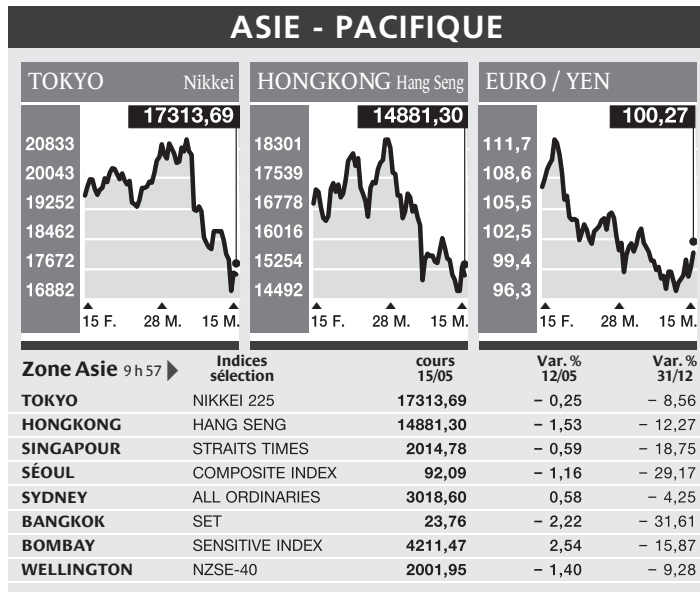 ASIE - PACIFIQUE
TOKYO Nikkei
17313,69
20833
20043
19252
18462
17672
16882
15 F. 28 M. 15 M.
HONGKONG Hang Seng
14881,30
18301
17539
16778
16016
15254
14492
15 F. 28 M. 15 M.
EURO / YEN
100,27
111,7
108,6
105,5
102,5
99,4
96,3
15 F. 28 M. 15 M.
Zone Asie 9 h 57 Indices sélection cours 15/05 Var. % 12/05 Var. % 31/12
TOKYO NIKKEI 225 17313,69 – 0,25 – 8,56
HONGKONG HANG SENG 14881,30 – 1,53 – 12,27
SINGAPOUR STRAITS TIMES 2014,78 – 0,59 – 18,75
SÉOUL COMPOSITE INDEX 92,09 – 1,16 – 29,17
SYDNEY ALL ORDINARIES 3018,60 0,58 – 4,25
BANGKOK SET 23,76 – 2,22 – 31,61
BOMBAY SENSITIVE INDEX 4211,47 2,54 – 15,87
WELLINGTON NZSE-40 2001,95 – 1,40 – 9,28